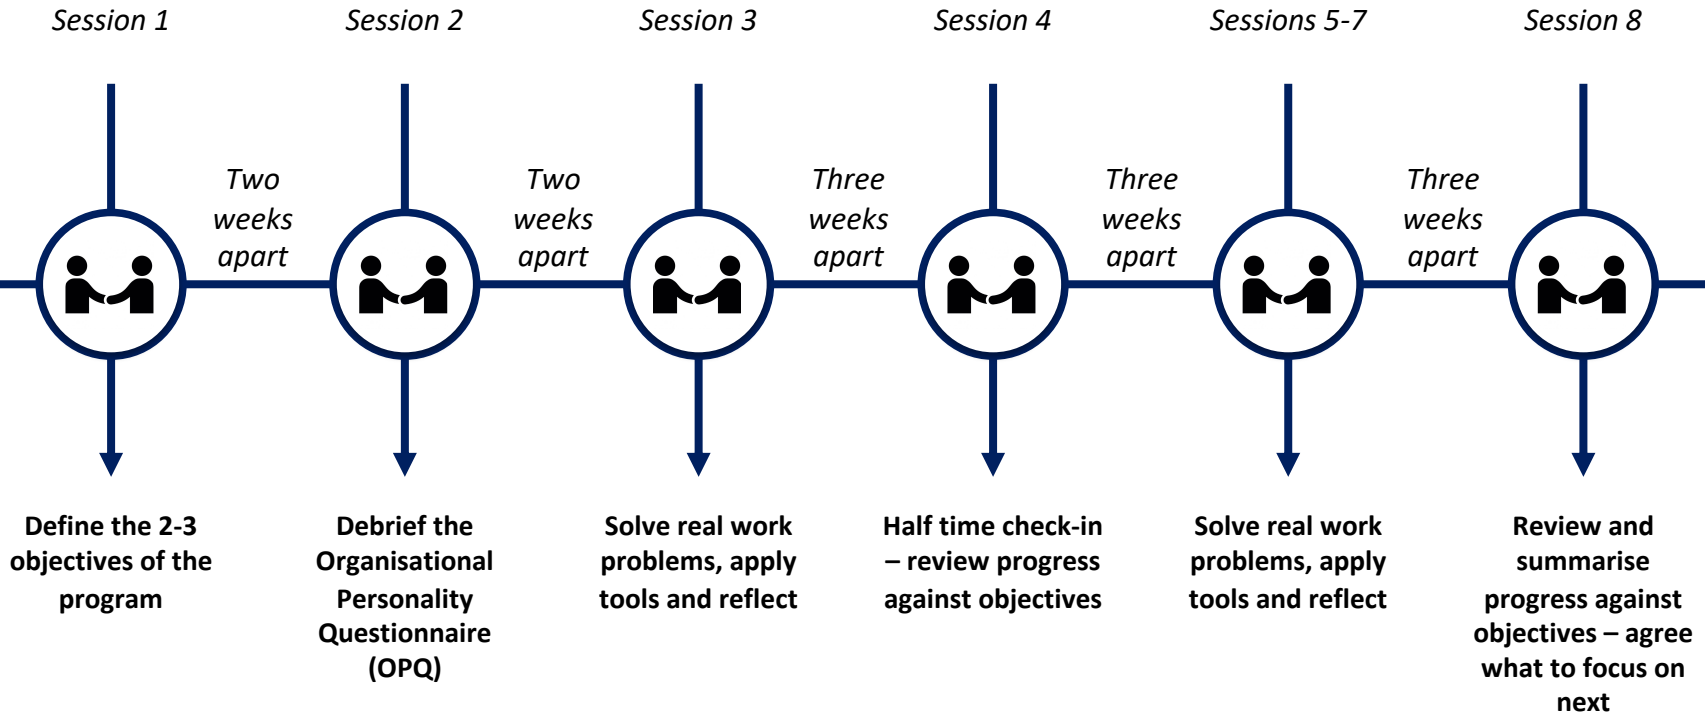 Session 1
Session 2
Session 3
Session 4
Sessions 5-7
Session 8
Two
weeks
apart
Two
weeks
apart
Three
weeks
apart
Three
weeks
apart
Three
weeks
apart
Define the 2-3
objectives of the
program
Debrief the
Organisational
Personality
Questionnaire
(OPQ)
Solve real work
problems, apply
tools and reflect
Half time check-in
– review progress
against objectives
Solve real work
problems, apply
tools and reflect
Review and
summarise
progress against
objectives – agree
what to focus on
next